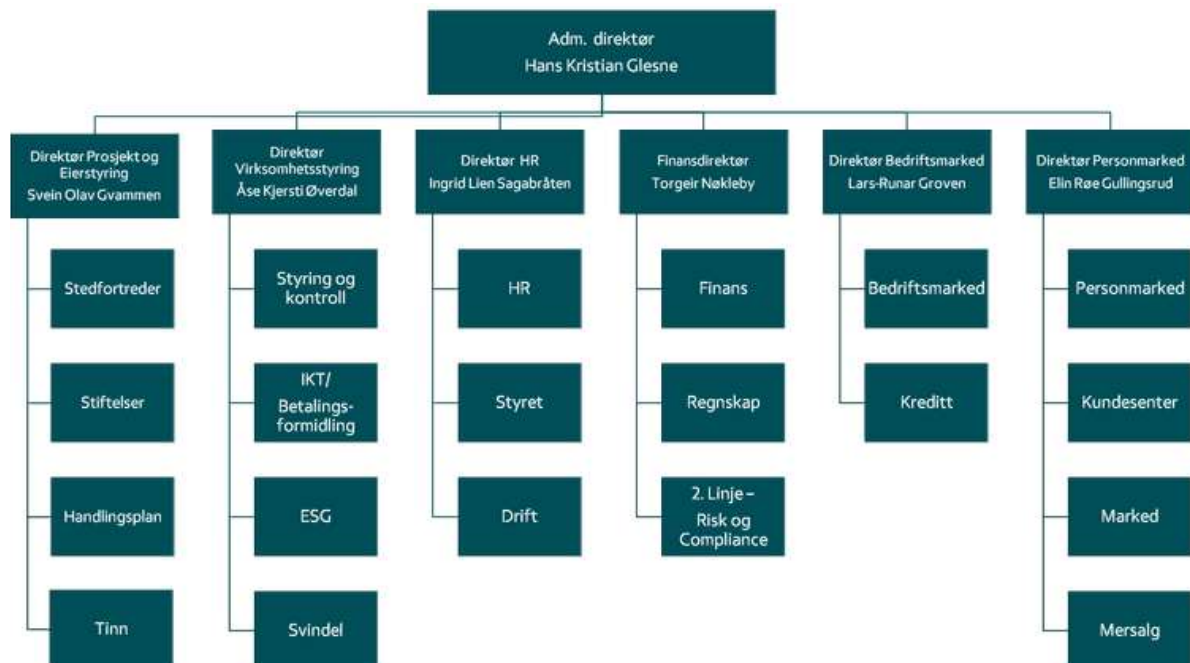 Adm. direktør
Hans Kristian Glesne
Direktør Prosjekt og
Eierstyring
Svein Olav Gvammen
Direktør
Virksomhetsstyring
Åse Kjersti Øverdal
Direktør HR
Ingrid Lien Sagabråten
Finansdirektør
Torgeir Nøkleby
Direktør Bedriftsmarked
Lars-Runar Groven
Direktør Personmarked
Elin Røe Gullingsrud
Stedfortreder
Stiftelser
Handlingsplan
Tinn
Styring og
kontroll
IKT/
Betalings-
formidling
ESG
Svindel
HR
Styret
Drift
Finans
Regnskap
2. Linje –
Risk og
Compliance
Bedriftsmarked
Kreditt
Personmarked
Kundesenter
Marked
Mersalg